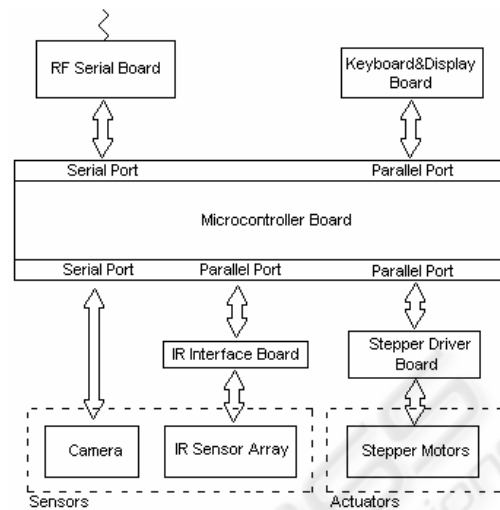 RF Serial Board
Keyboard&Display
Board
Serial Port
Parallel Port
Microcontroller Board
Serial Port
Parallel Port
Parallel Port
IR Interface Board
Stepper Driver
Board
Camera
IR Sensor Array
Stepper Motors
Sensors
Actuators